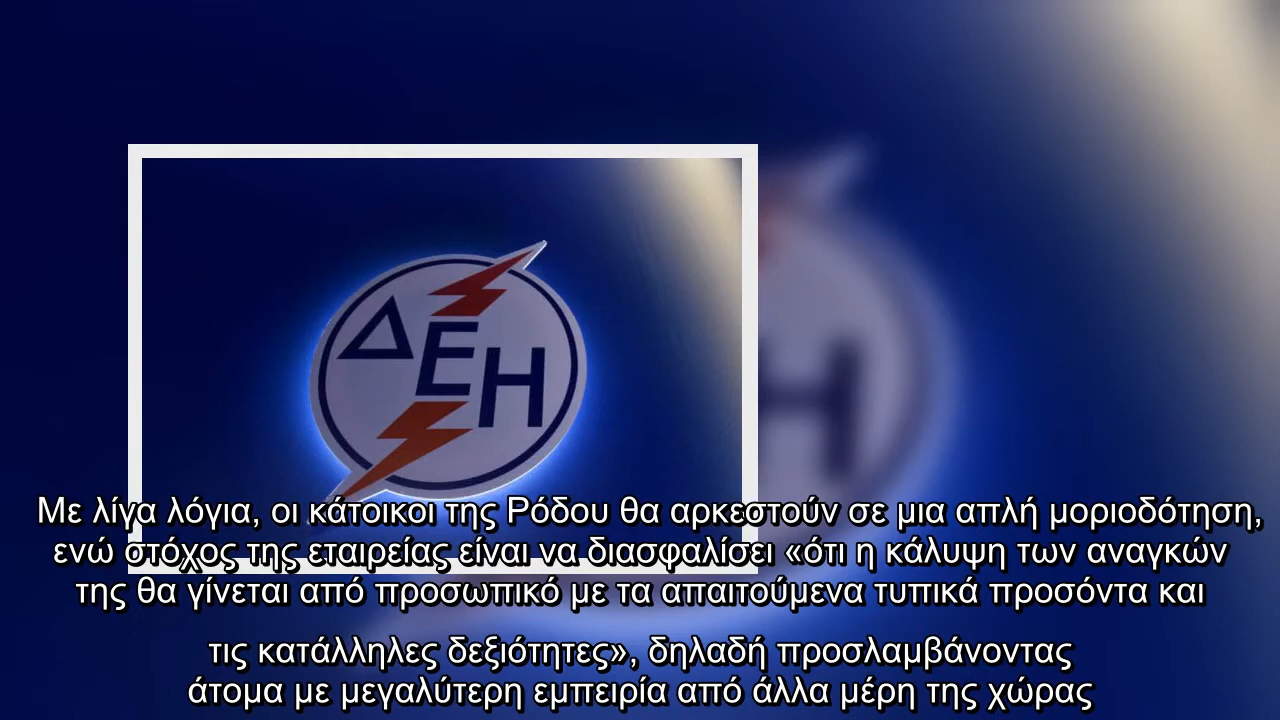 ΔΕΗ
Η
Με λίγα λόγια, οι κάτοικοι της Ρόδου θα αρκεστούν σε μια απλή μοριοδότηση,
ενώ στόχος της εταιρείας είναι να διασφαλίσει «ότι η κάλυψη των αναγκών
της θα γίνεται από προσωπικό με τα απαιτούμενα τυπικά προσόντα και
τις κατάλληλες δεξιότητες», δηλαδή προσλαμβάνοντας
άτομα με μεγαλύτερη εμπειρία από άλλα μέρη της χώρας